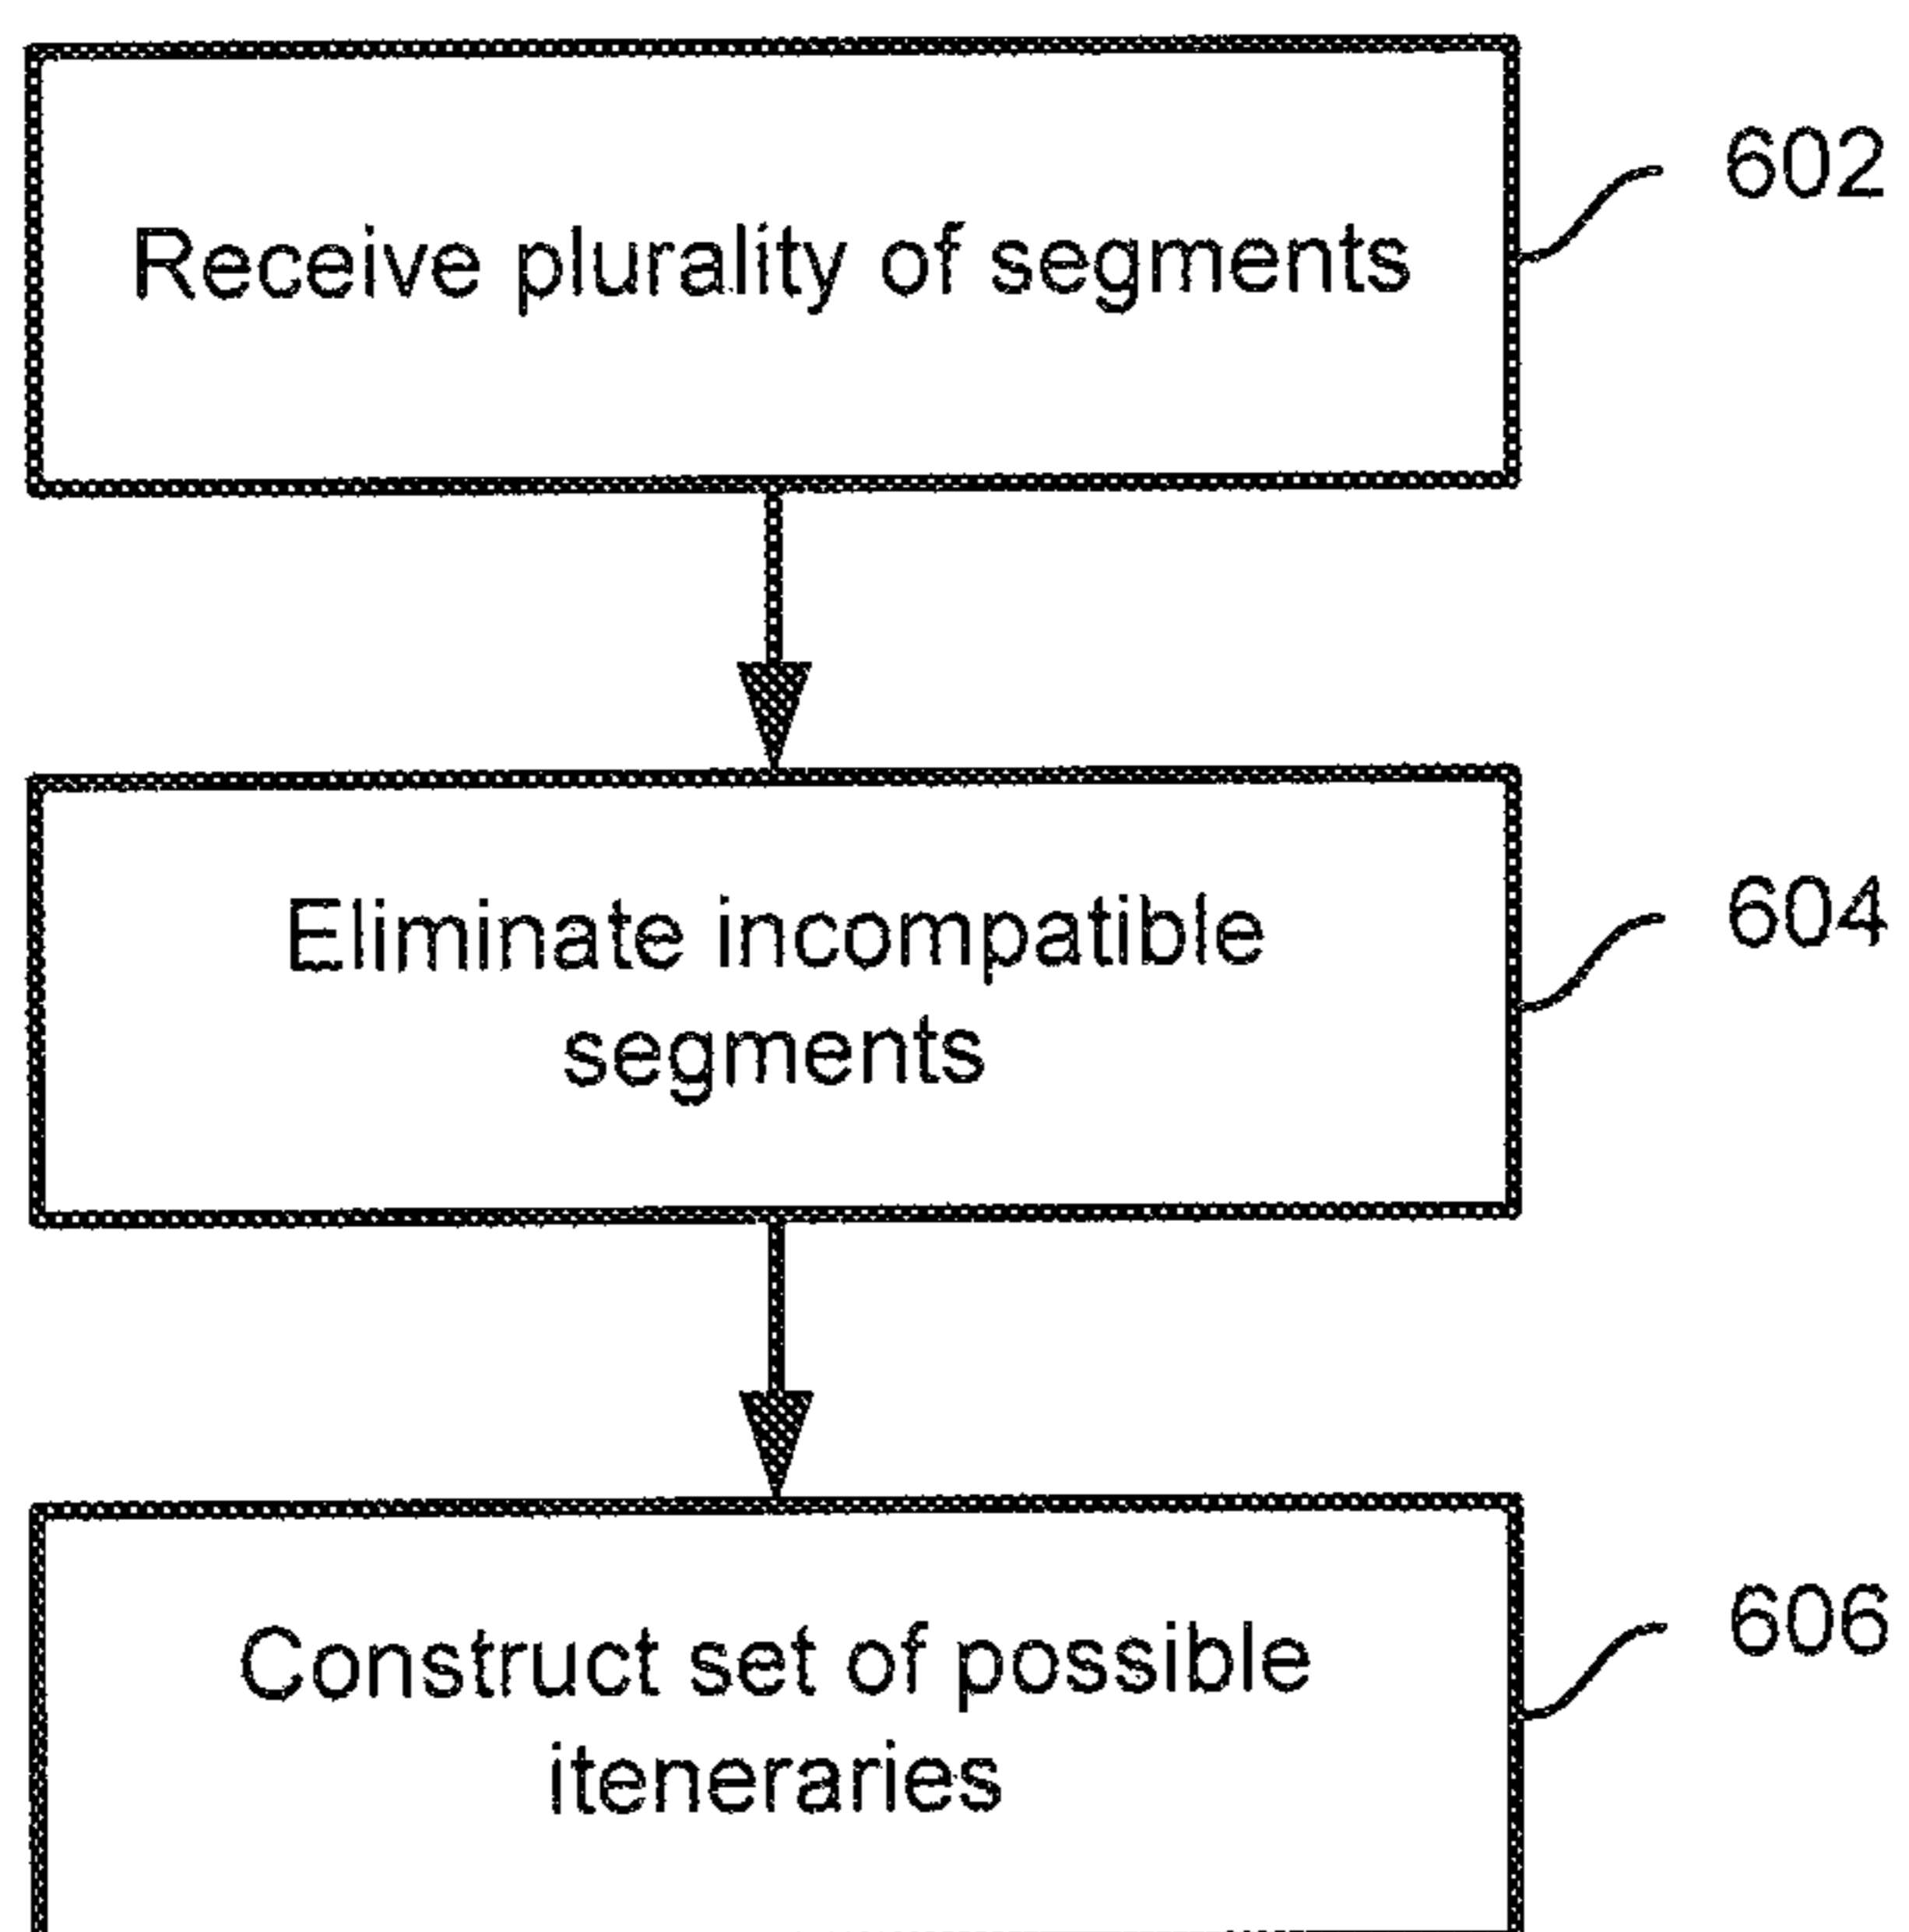 Receive plurality of segments
602
Eliminate incompatible
segments
604
Construct set of possible
iteneraries
606